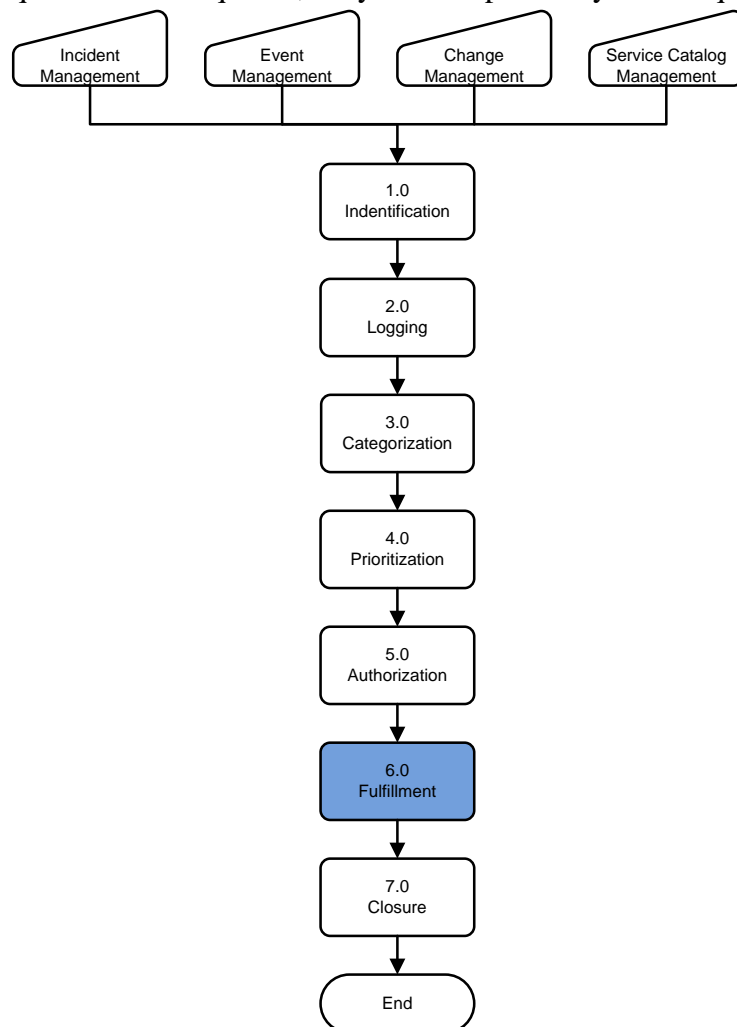 Incident
Management
Event
Management
Change
Management
Service Catalog
Management
1.0
Indentification
2.0
Logging
3.0
Categorization
4.0
Prioritization
5.0
Authorization
6.0
Fulfillment
7.0
Closure
End